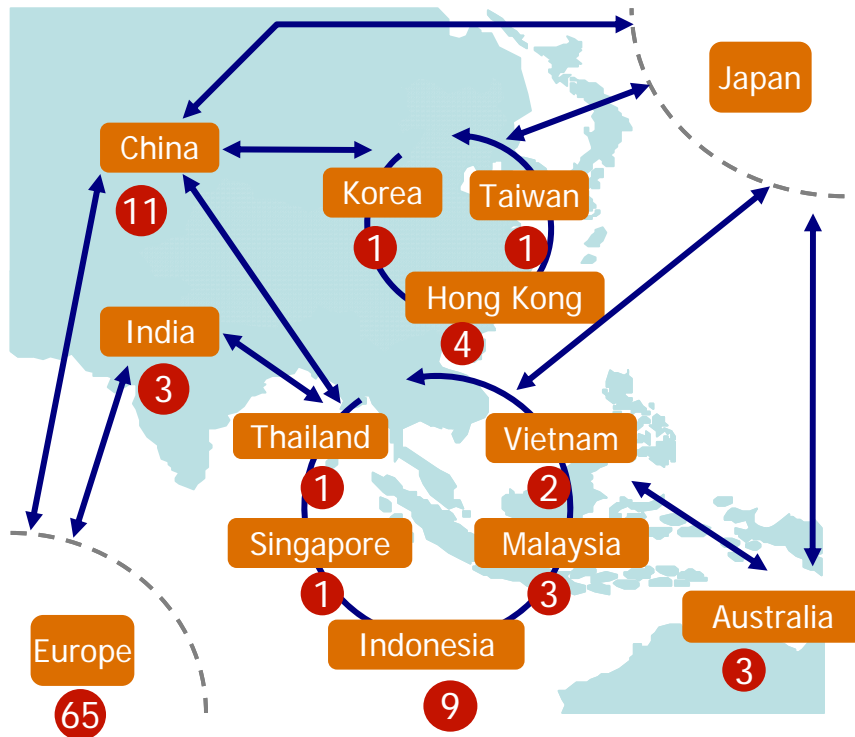 Japan
China
11
Korea
1
Taiwan
1
Hong Kong
4
India
3
Thailand
1
Vietnam
2
Singapore
1
Malaysia
3
Indonesia
9
Australia
3
Europe
65